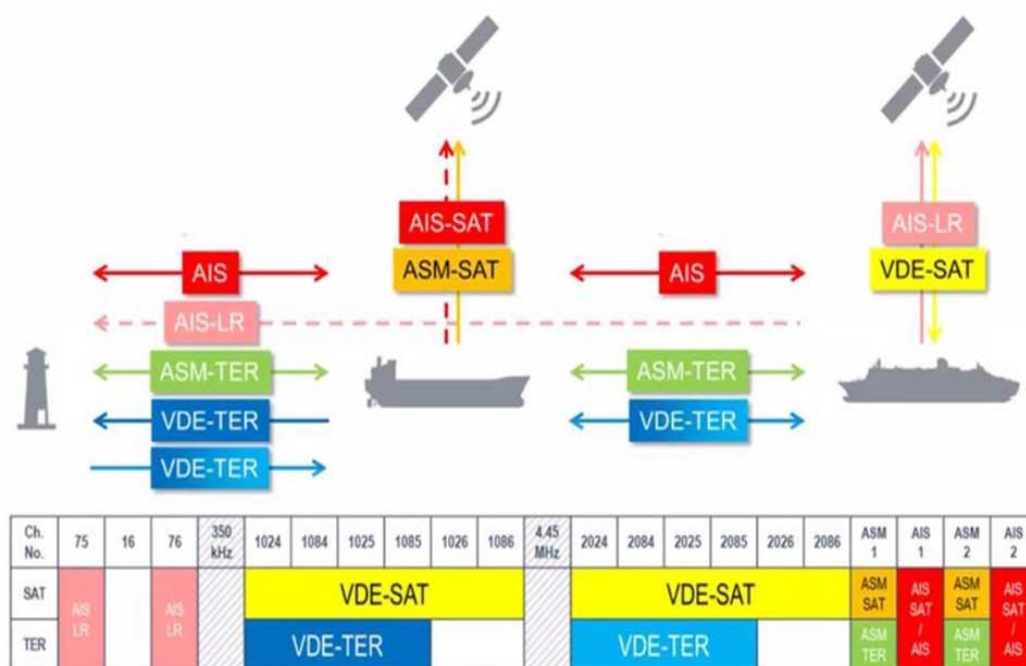 AIS-SAT
AIS-LR
AIS
ASM-SAT
AIS
VDE-SAT
AIS-LR
ASM-TER
ASM-TER
VDE-TER
VDE-TER
VDE-TER
Ch. No. 75 16 76 350 kHz 1024 1084 1025 1085 1026 1086 4.45 MHz 2024 2084 2025 2085 2026 2086 ASM 1 AIS 1 ASM 2 AIS 2
SAT AIS LR AIS LR VDE-SAT VDE-SAT ASM SAT AIS SAT / AIS ASM SAT AIS SAT / AIS
TER VDE-TER VDE-TER ASM TER ASM TER